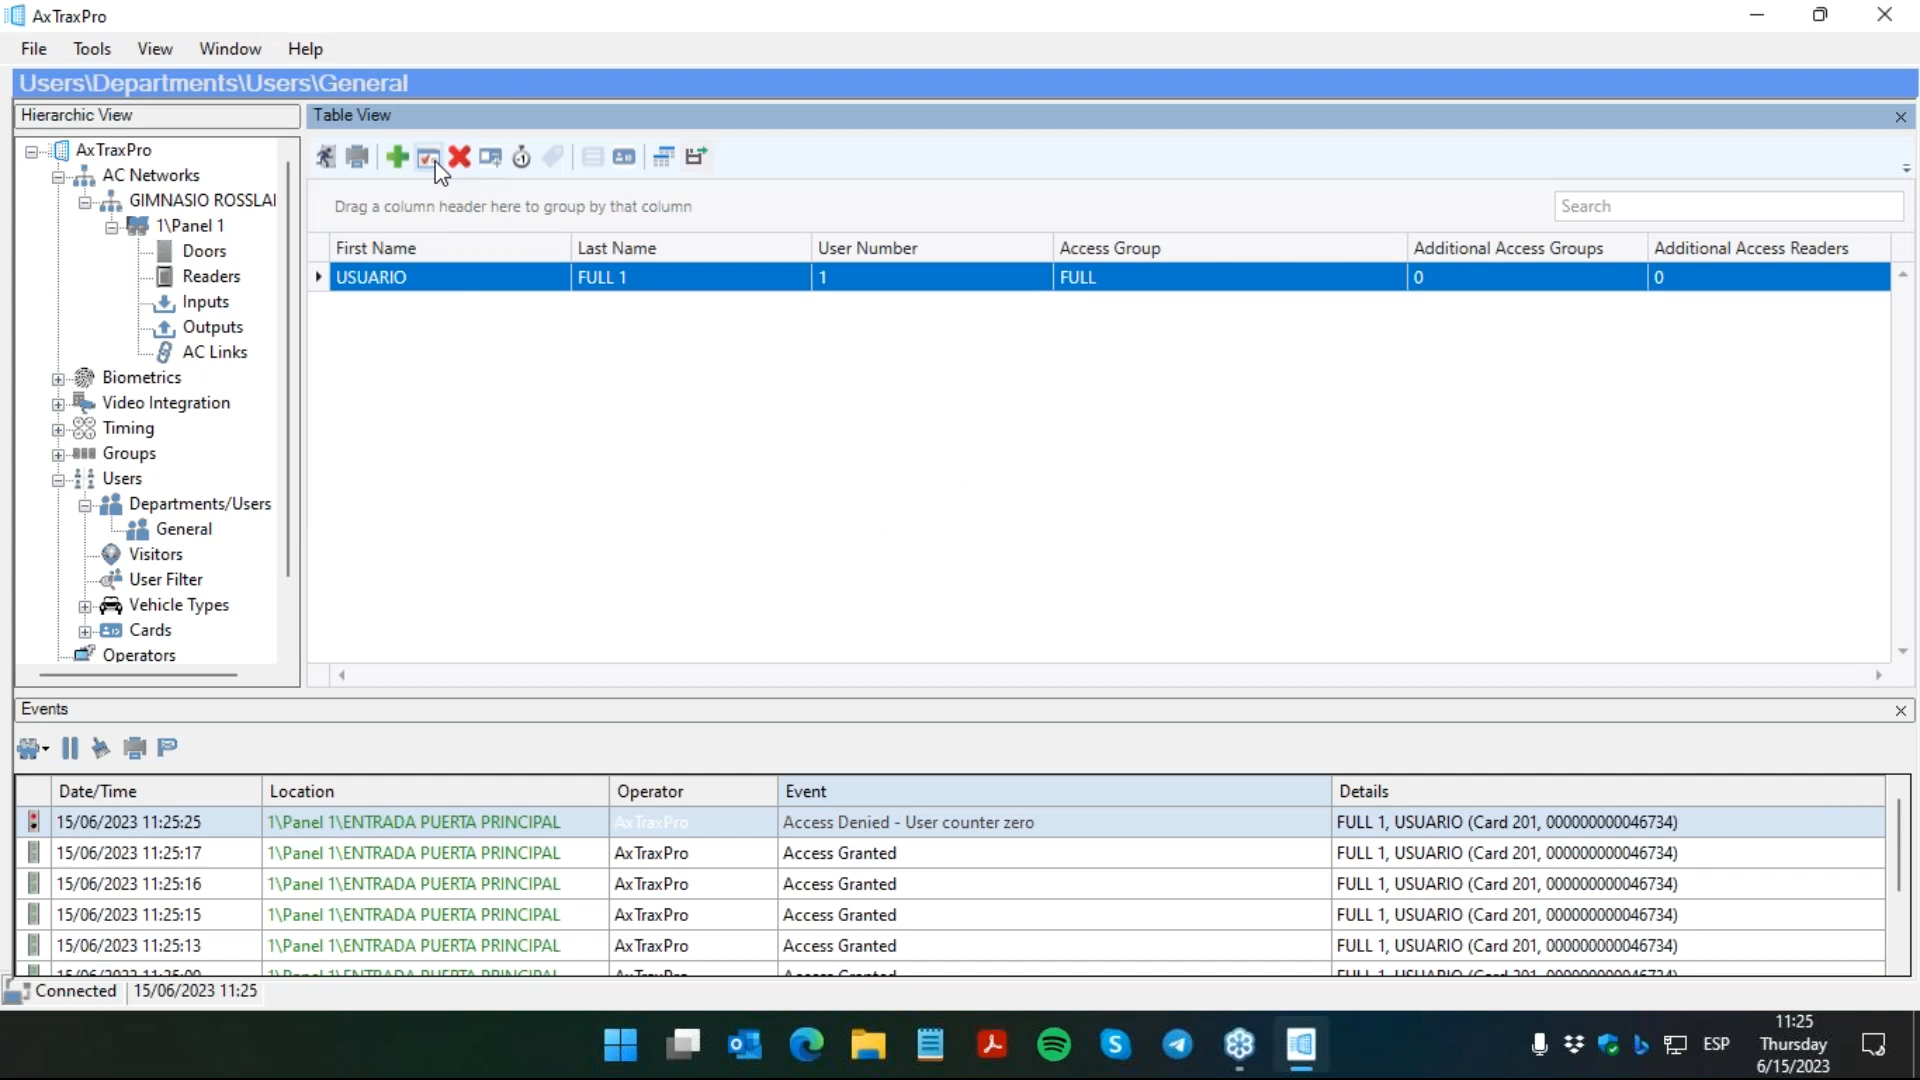 AxTraxPro
File Tools View Window Help
Users\Departments\Users\General
Hierarchic View
AxTraxPro
AC Networks
GIMNASIO ROSSLA
1\Panel 1
Doors
Readers
Inputs
Outputs
AC Links
Biometrics
Video Integration
Timing
Groups
Users
Departments/Users
General
Visitors
User Filter
Vehicle Types
Cards
Operators
Table View
Drag a column header here to group by that column
Search
First Name Last Name User Number Access Group Additional Access Groups Additional Access Readers
USUARIO FULL 1 1 FULL 0 0
Events
Date/Time Location Operator Event Details
15/06/2023 11:25:25 1\Panel 1\ENTRADA PUERTA PRINCIPAL AxTraxPro Access Denied - User counter zero FULL 1, USUARIO (Card 201, 000000000046734)
15/06/2023 11:25:17 1\Panel 1\ENTRADA PUERTA PRINCIPAL AxTraxPro Access Granted FULL 1, USUARIO (Card 201, 000000000046734)
15/06/2023 11:25:16 1\Panel 1\ENTRADA PUERTA PRINCIPAL AxTraxPro Access Granted FULL 1, USUARIO (Card 201, 000000000046734)
15/06/2023 11:25:15 1\Panel 1\ENTRADA PUERTA PRINCIPAL AxTraxPro Access Granted FULL 1, USUARIO (Card 201, 000000000046734)
15/06/2023 11:25:13 1\Panel 1\ENTRADA PUERTA PRINCIPAL AxTraxPro Access Granted FULL 1, USUARIO (Card 201, 000000000046734)
Connected 15/06/2023 11:25
ESP
11:25
Thursday
6/15/2023